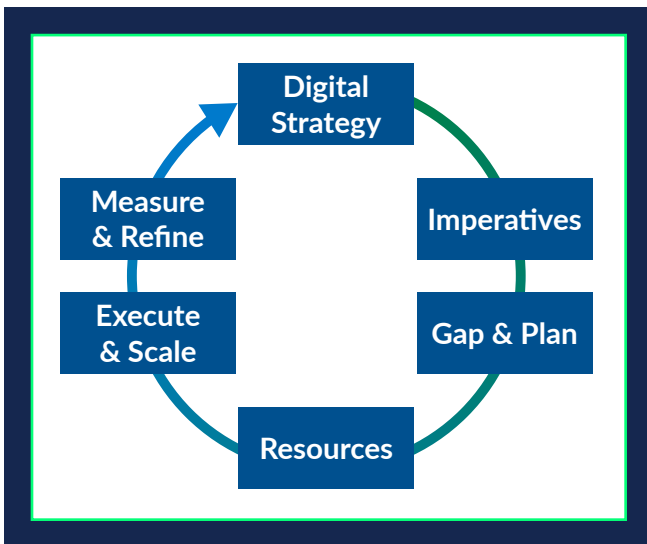 Digital
Strategy
Imperatives
Gap & Plan
Resources
Execute
& Scale
Measure
& Refine